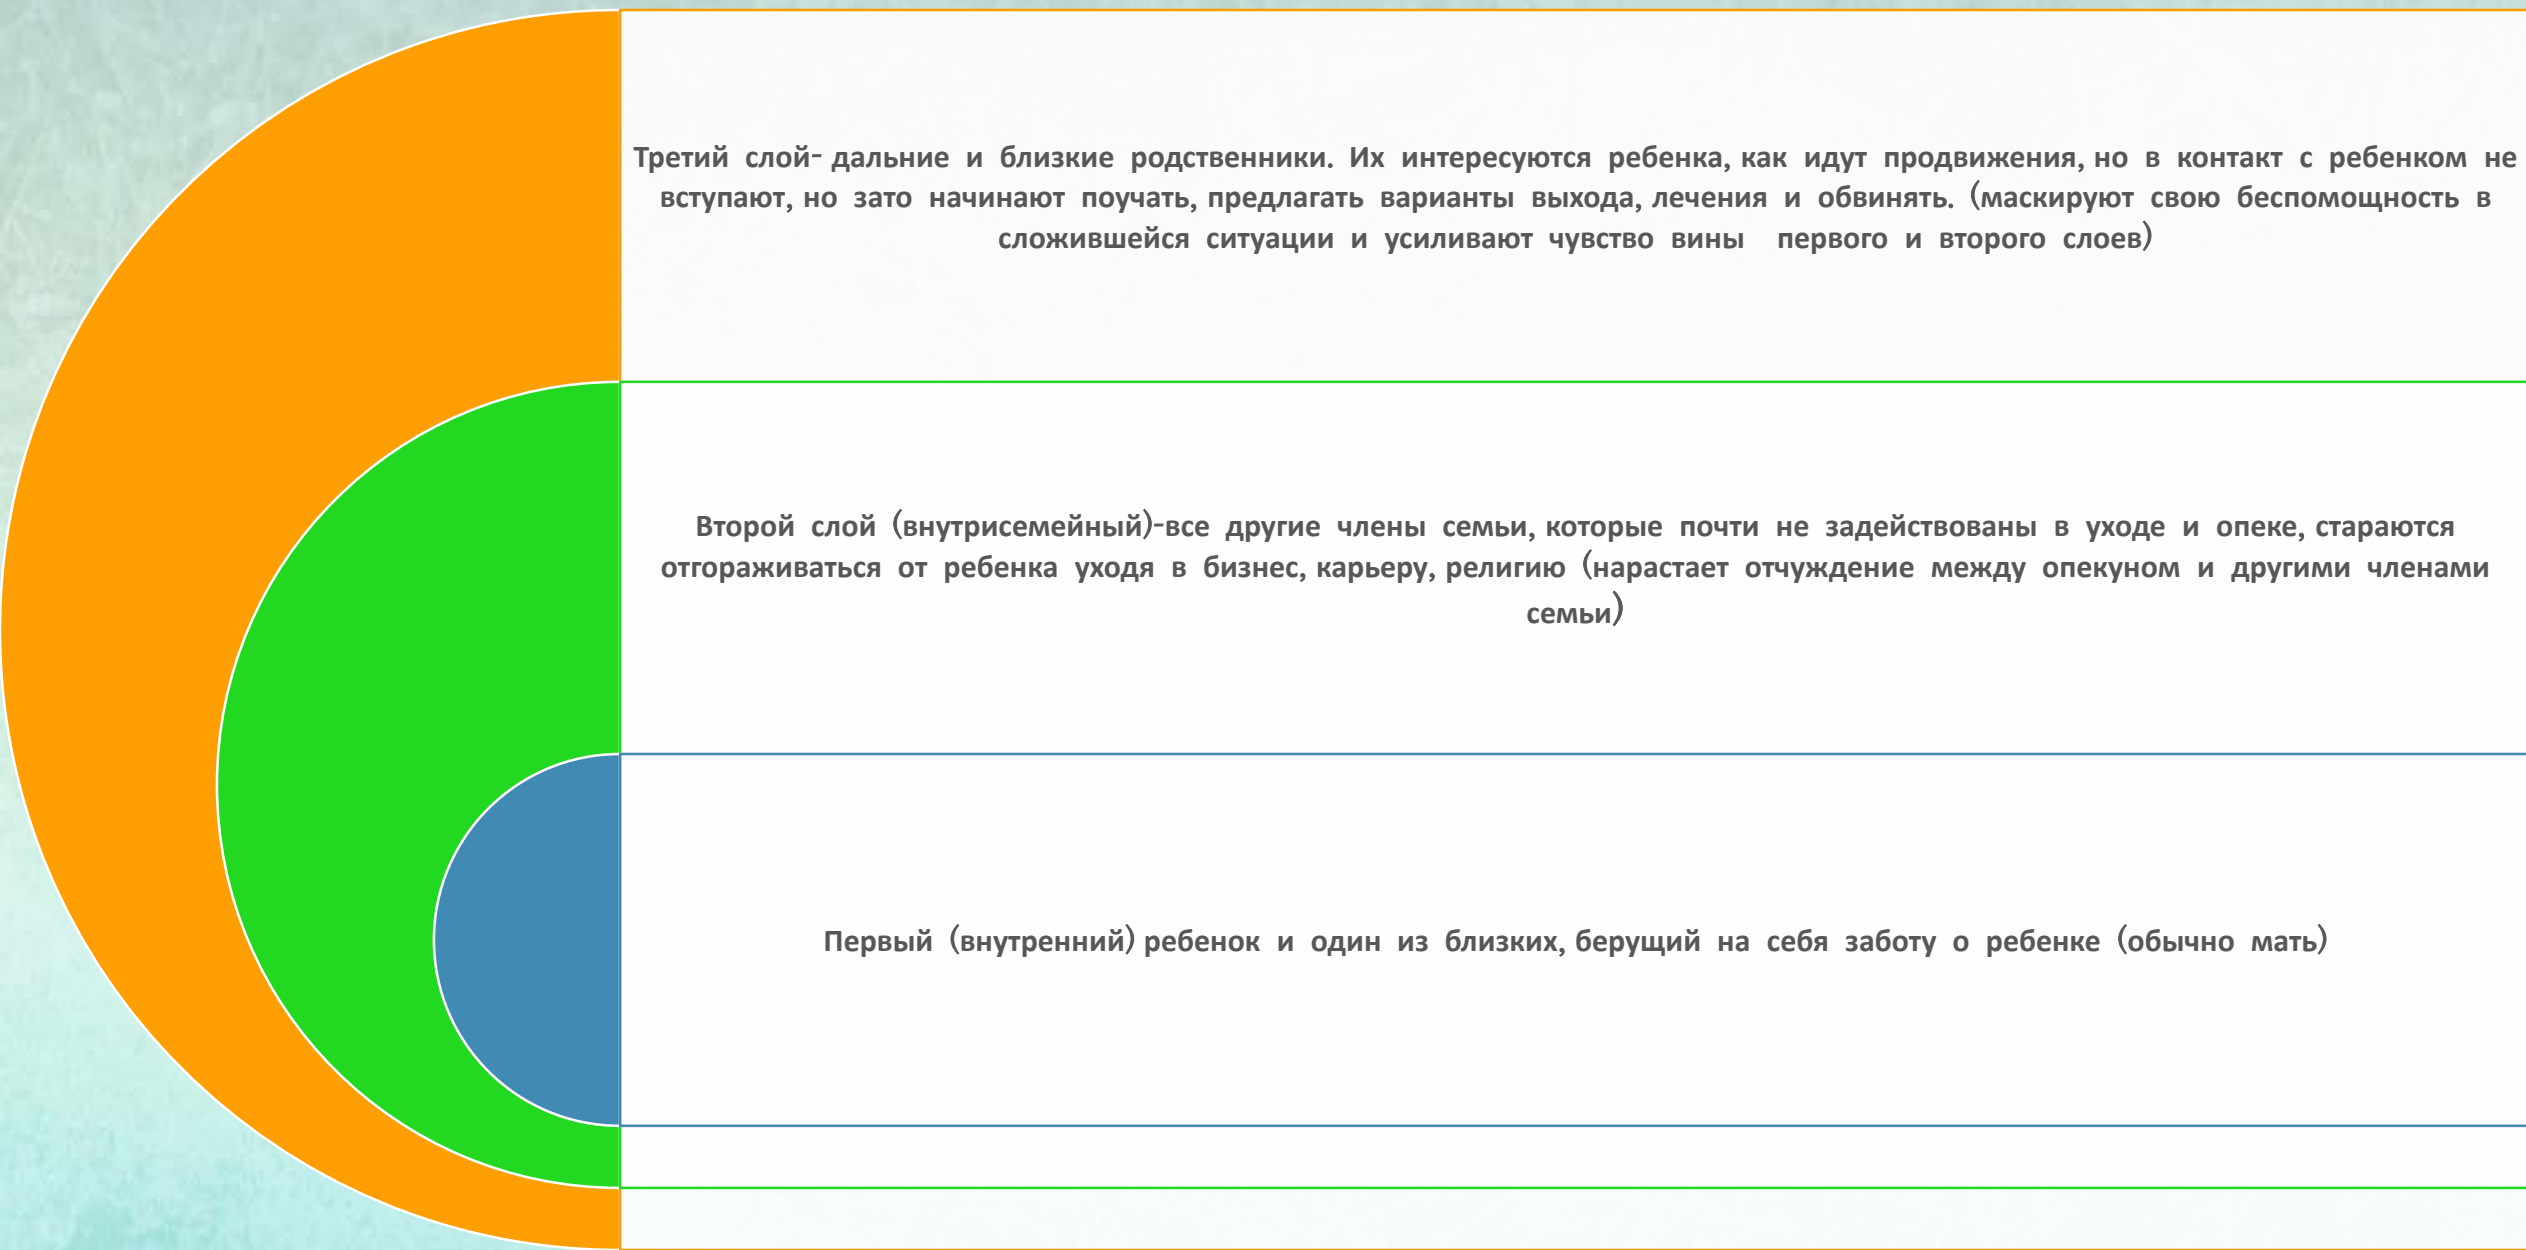 Третий слой- дальние и близкие родственники. Их интересуются ребенка, как идут продвижения, но в контакт с ребенком не
вступают, но зато начинают поучать, предлагать варианты выхода, лечения и обвинять. (маскируют свою беспомощность в
сложившейся ситуации и усиливают чувство вины первого и второго слоев)
Второй слой (внутрисемейный)-все другие члены семьи, которые почти не задействованы в уходе и опеке, стараются
отгораживаться от ребенка уходя в бизнес, карьеру, религию (нарастает отчуждение между опекуном и другими членами
семьи)
Первый (внутренний) ребенок и один из близких, берущий на себя заботу о ребенке (обычно мать)